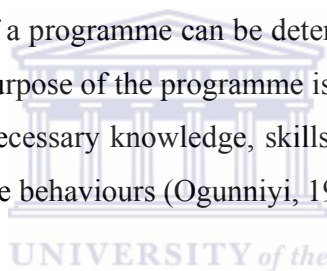 f a programme can be deter
urpose of the programme is
ecessary knowledge, skills
e behaviours (Ogunniyi, 19
UNIVERSITY of the